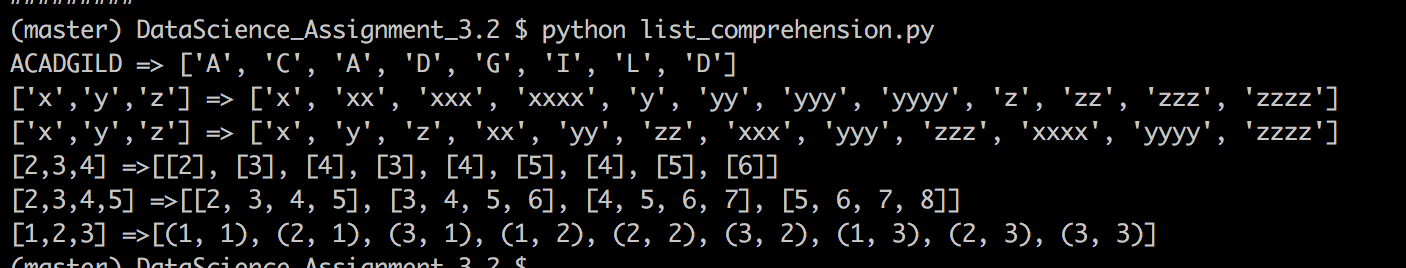 #########
(master) DataScience_Assignment_3.2 $ python list_comprehension.py
ACADGILD => ['A', 'C', 'A', 'D', 'G', 'I', 'L', 'D']
['x','y','z'] => ['x', 'xx', 'xxx', 'xxxx', 'y', 'yy', 'yyy', 'yyyy', 'z', 'zz', 'zzz', 'zzzz']
['x','y','z'] => ['x', 'y', 'z', 'xx', 'yy', 'zz', 'xxx', 'yyy', 'zzz', 'xxxx', 'yyyy', 'zzzz']
[2,3,4] =>[[2], [3], [4], [3], [4], [5], [4], [5], [6]]
[2,3,4,5] =>[[2, 3, 4, 5], [3, 4, 5, 6], [4, 5, 6, 7], [5, 6, 7, 8]]
[1,2,3] =>[(1, 1), (2, 1), (3, 1), (1, 2), (2, 2), (3, 2), (1, 3), (2, 3), (3, 3)]
(master) DataScience_Assignment_3.2 $